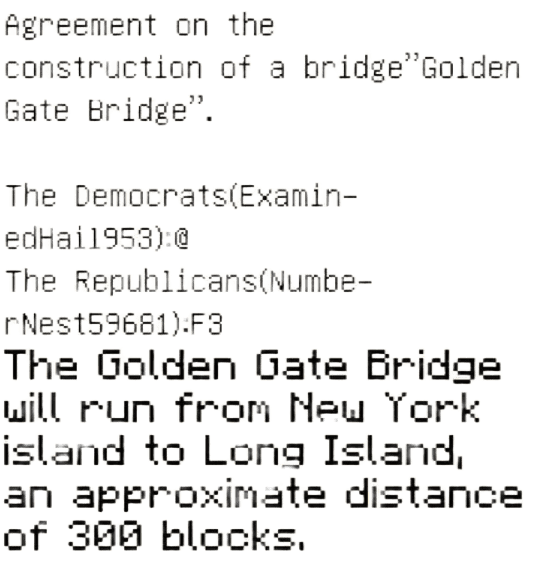 Agreement on the
construction of a bridge”Golden
Gate Bridge”.
The Democrats(Examin-
edHail953):@
The Republicans(Numbe-
rNest59681):F3
The Golden Gate Bridge
will run from New York
island to Long Island,
an approximate distance
of 300 blocks.